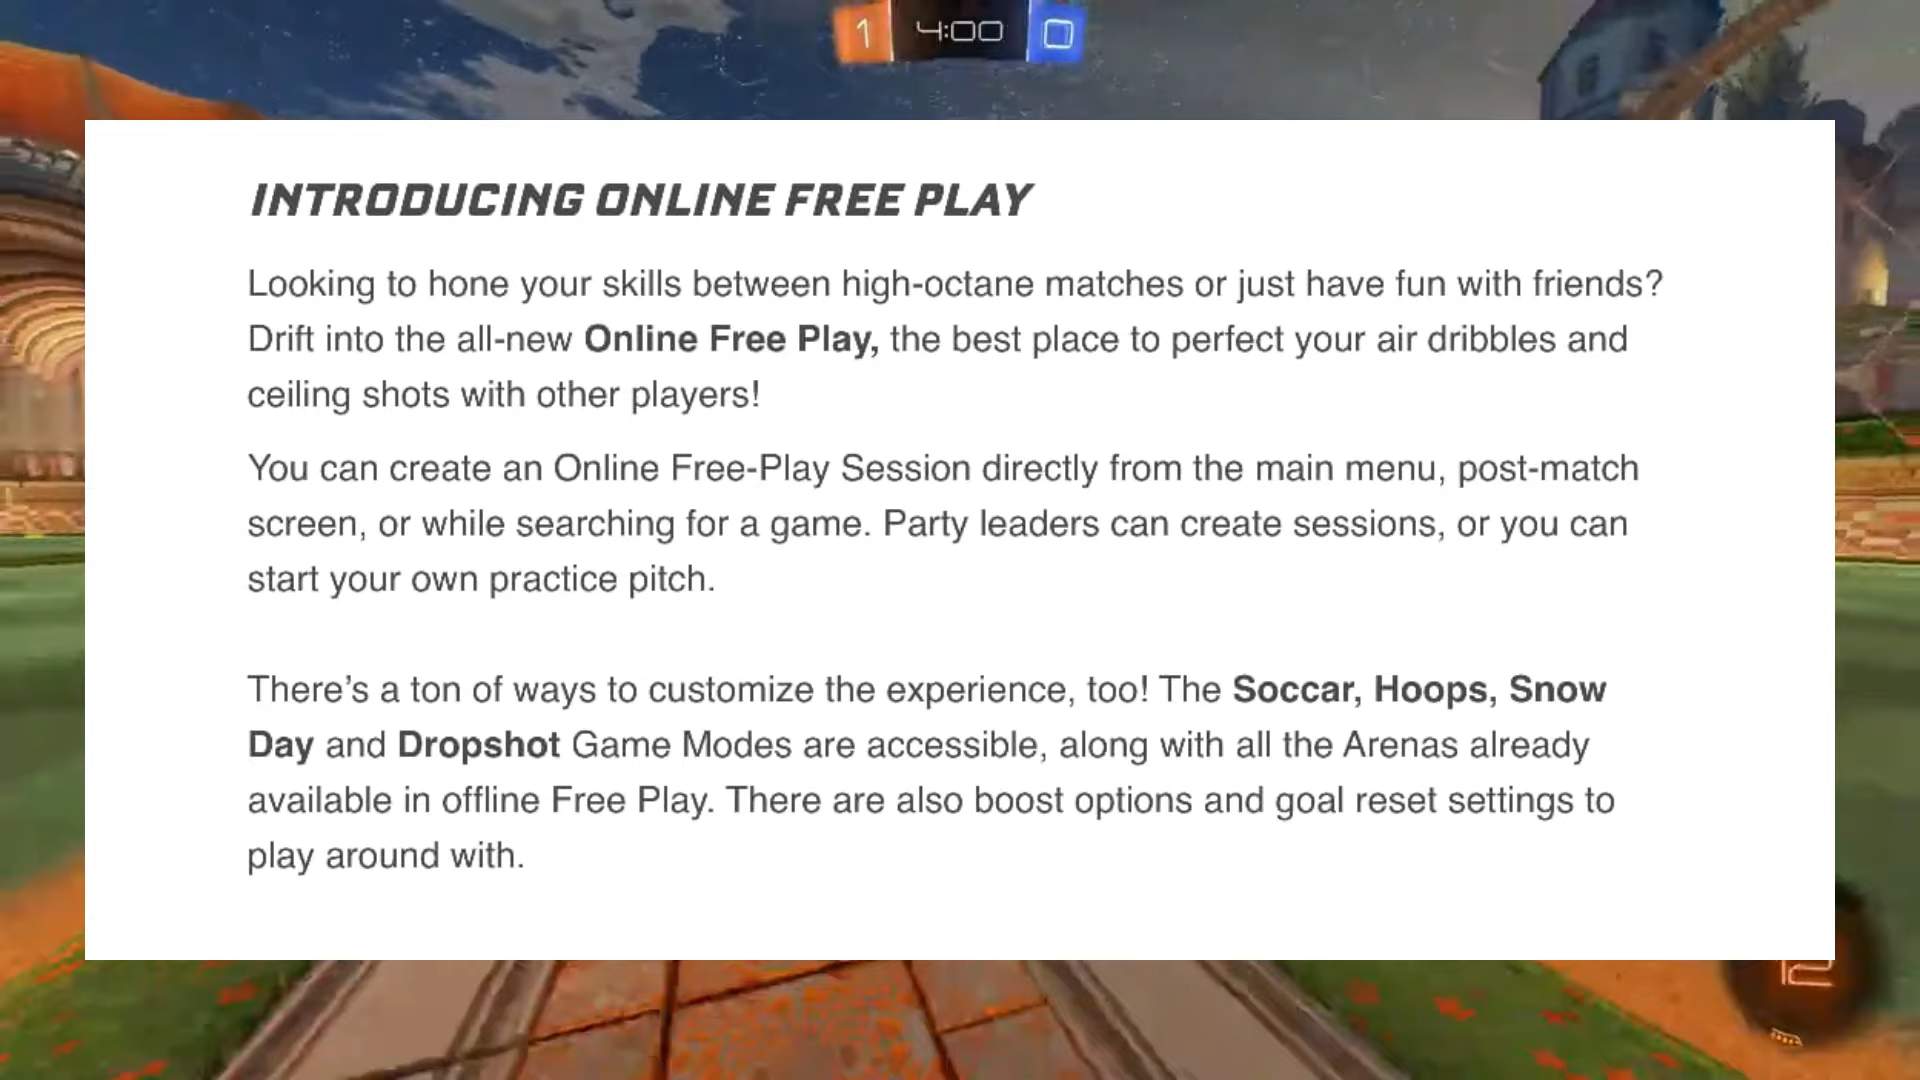 1 4:00 0
INTRODUCING ONLINE FREE PLAY
Looking to hone your skills between high-octane matches or just have fun with friends?
Drift into the all-new Online Free Play, the best place to perfect your air dribbles and
ceiling shots with other players!
You can create an Online Free-Play Session directly from the main menu, post-match
screen, or while searching for a game. Party leaders can create sessions, or you can
start your own practice pitch.
There’s a ton of ways to customize the experience, too! The Soccar, Hoops, Snow
Day and Dropshot Game Modes are accessible, along with all the Arenas already
available in offline Free Play. There are also boost options and goal reset settings to
play around with.
12